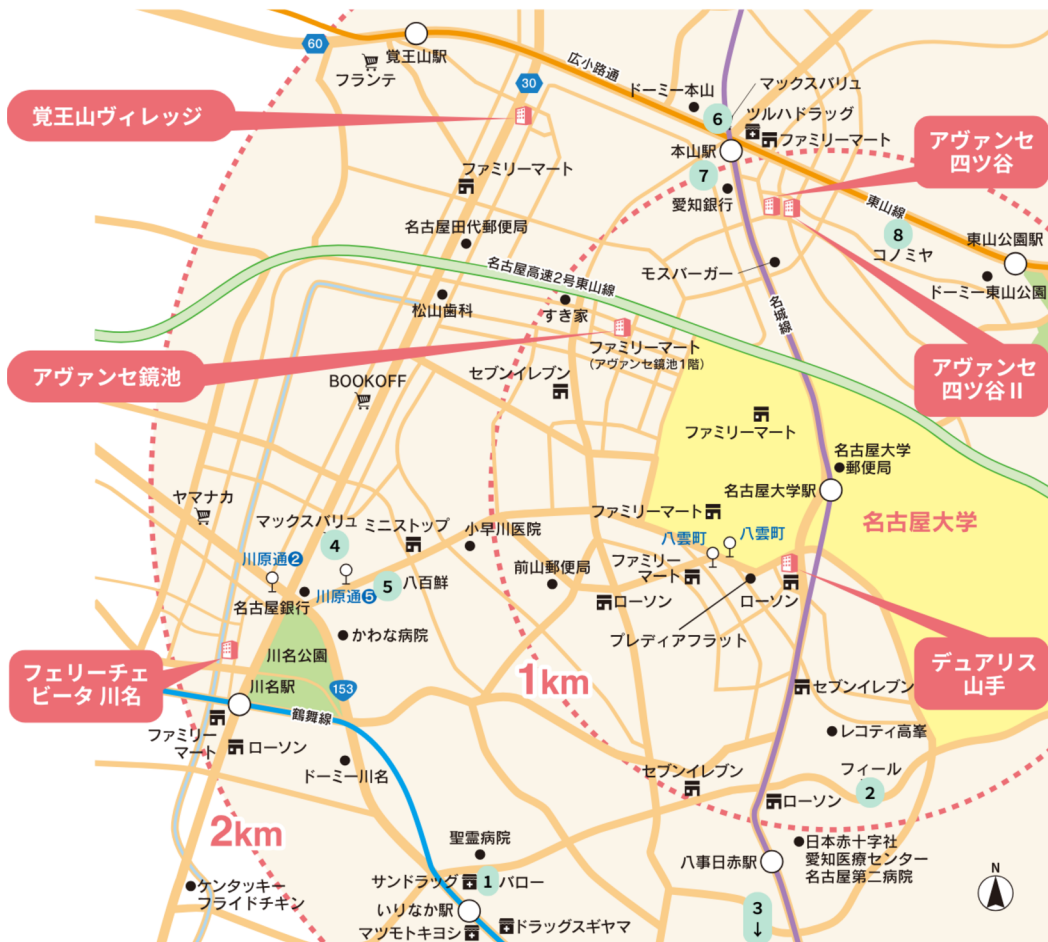 60
覚王山駅
フランテ
広小路通
30
覚王山ヴィレッジ
ドーミー本山
マックスバリュ
6
ツルハドラッグ
ファミリーマート
本山駅
7
愛知銀行
アヴァンセ
四ツ谷
ファミリーマート
東山線
8
コノミヤ
東山公園駅
ドーミー東山公園
名古屋田代郵便局
名古屋高速2号東山線
モスバーガー
松山歯科
すき家
名城線
アヴァンセ鏡池
ファミリーマート
(アヴァンセ鏡池1階)
アヴァンセ
四ツ谷Ⅱ
BOOKOFF
セブンイレブン
ファミリーマート
名古屋大学
郵便局
名古屋大学駅
ヤマナカ
マックスバリュ
4
ミニストップ
小早川医院
ファミリーマート
名古屋大学
八雲町
八雲町
川原通❷
川原通❺
5
八百鮮
前山郵便局
ファミリー
マート
名古屋銀行
ローソン
ローソン
プレディアフラット
かわな病院
川名公園
フェリーチェ
ビータ 川名
川名駅
153
1km
デュアリス
山手
セブンイレブン
鶴舞線
ファミリー
マート
ローソン
レコティ高峯
ドーミー川名
セブンイレブン
フィール
2
ローソン
2km
聖霊病院
日本赤十字社
愛知医療センター
名古屋第二病院
八事日赤駅
サンドラッグ
1
バロー
ケンタッキー
フライドチキン
いりなか駅
マツモトキヨシ
ドラッグスギヤマ
3
↓
N